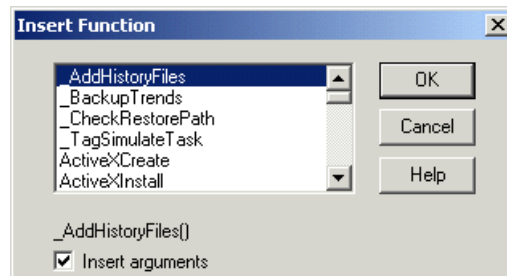 Insert Function
_AddHistoryFiles
_BackupTrends
_CheckRestorePath
_TagSimulateTask
ActiveXCreate
ActiveXInstall
OK
Cancel
Help
_AddHistoryFiles()
Insert arguments